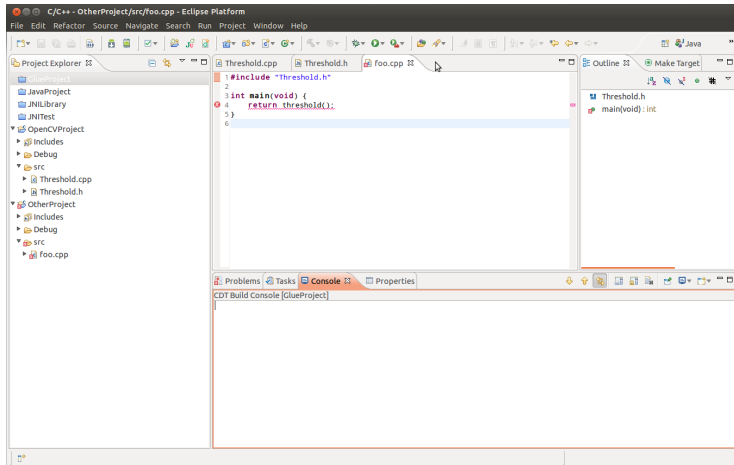 C/C++ - OtherProject/src/foo.cpp - Eclipse Platform
File Edit Refactor Source Navigate Search Run Project Window Help
Java
Project Explorer
GlueProject
JavaProject
JNILibrary
JNITest
OpenCVProject
Includes
Debug
src
Threshold.cpp
Threshold.h
OtherProject
Includes
Debug
src
foo.cpp
Threshold.cpp Threshold.h foo.cpp
1 #include "Threshold.h"
2
3 int main(void) {
4 return threshold();
5 }
6
Outline Make Target
Threshold.h
main(void) : int
Problems Tasks Console Properties
CDT Build Console [GlueProject]